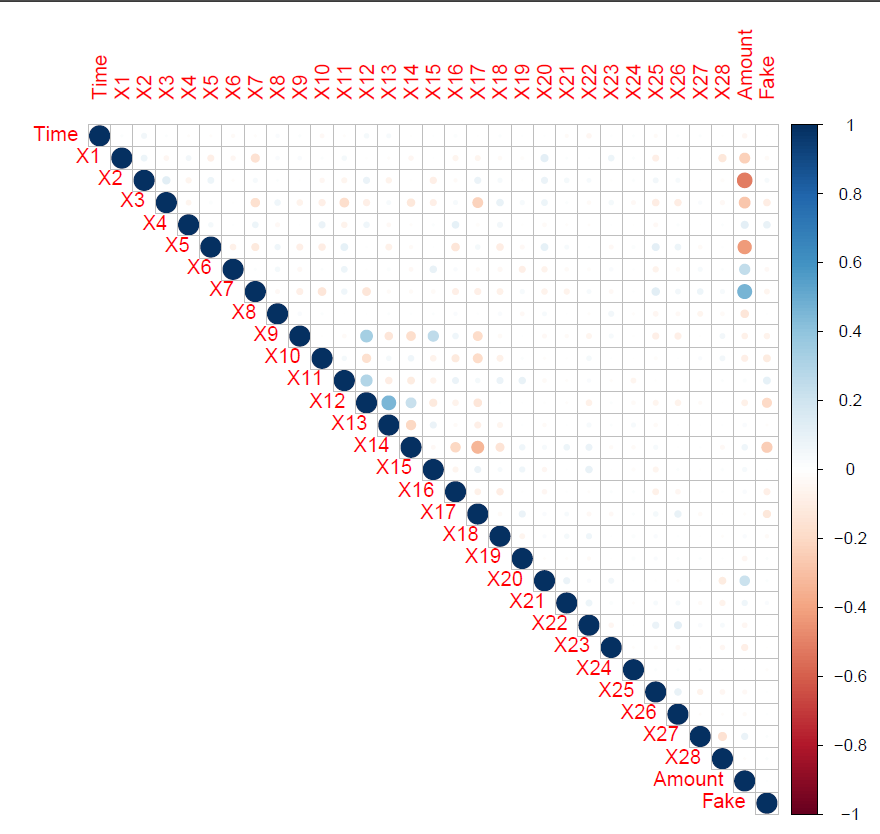 Time
X1
X2
X3
X4
X5
X6
X7
X8
X9
X10
X11
X12
X13
X14
X15
X16
X17
X18
X19
X20
X21
X22
X23
X24
X25
X26
X27
X28
Amount
Fake
Time
X1
X2
X3
X4
X5
X6
X7
X8
X9
X10
X11
X12
X13
X14
X15
X16
X17
X18
X19
X20
X21
X22
X23
X24
X25
X26
X27
X28
Amount
Fake
1
0.8
0.6
0.4
0.2
0
−0.2
−0.4
−0.6
−0.8
−1